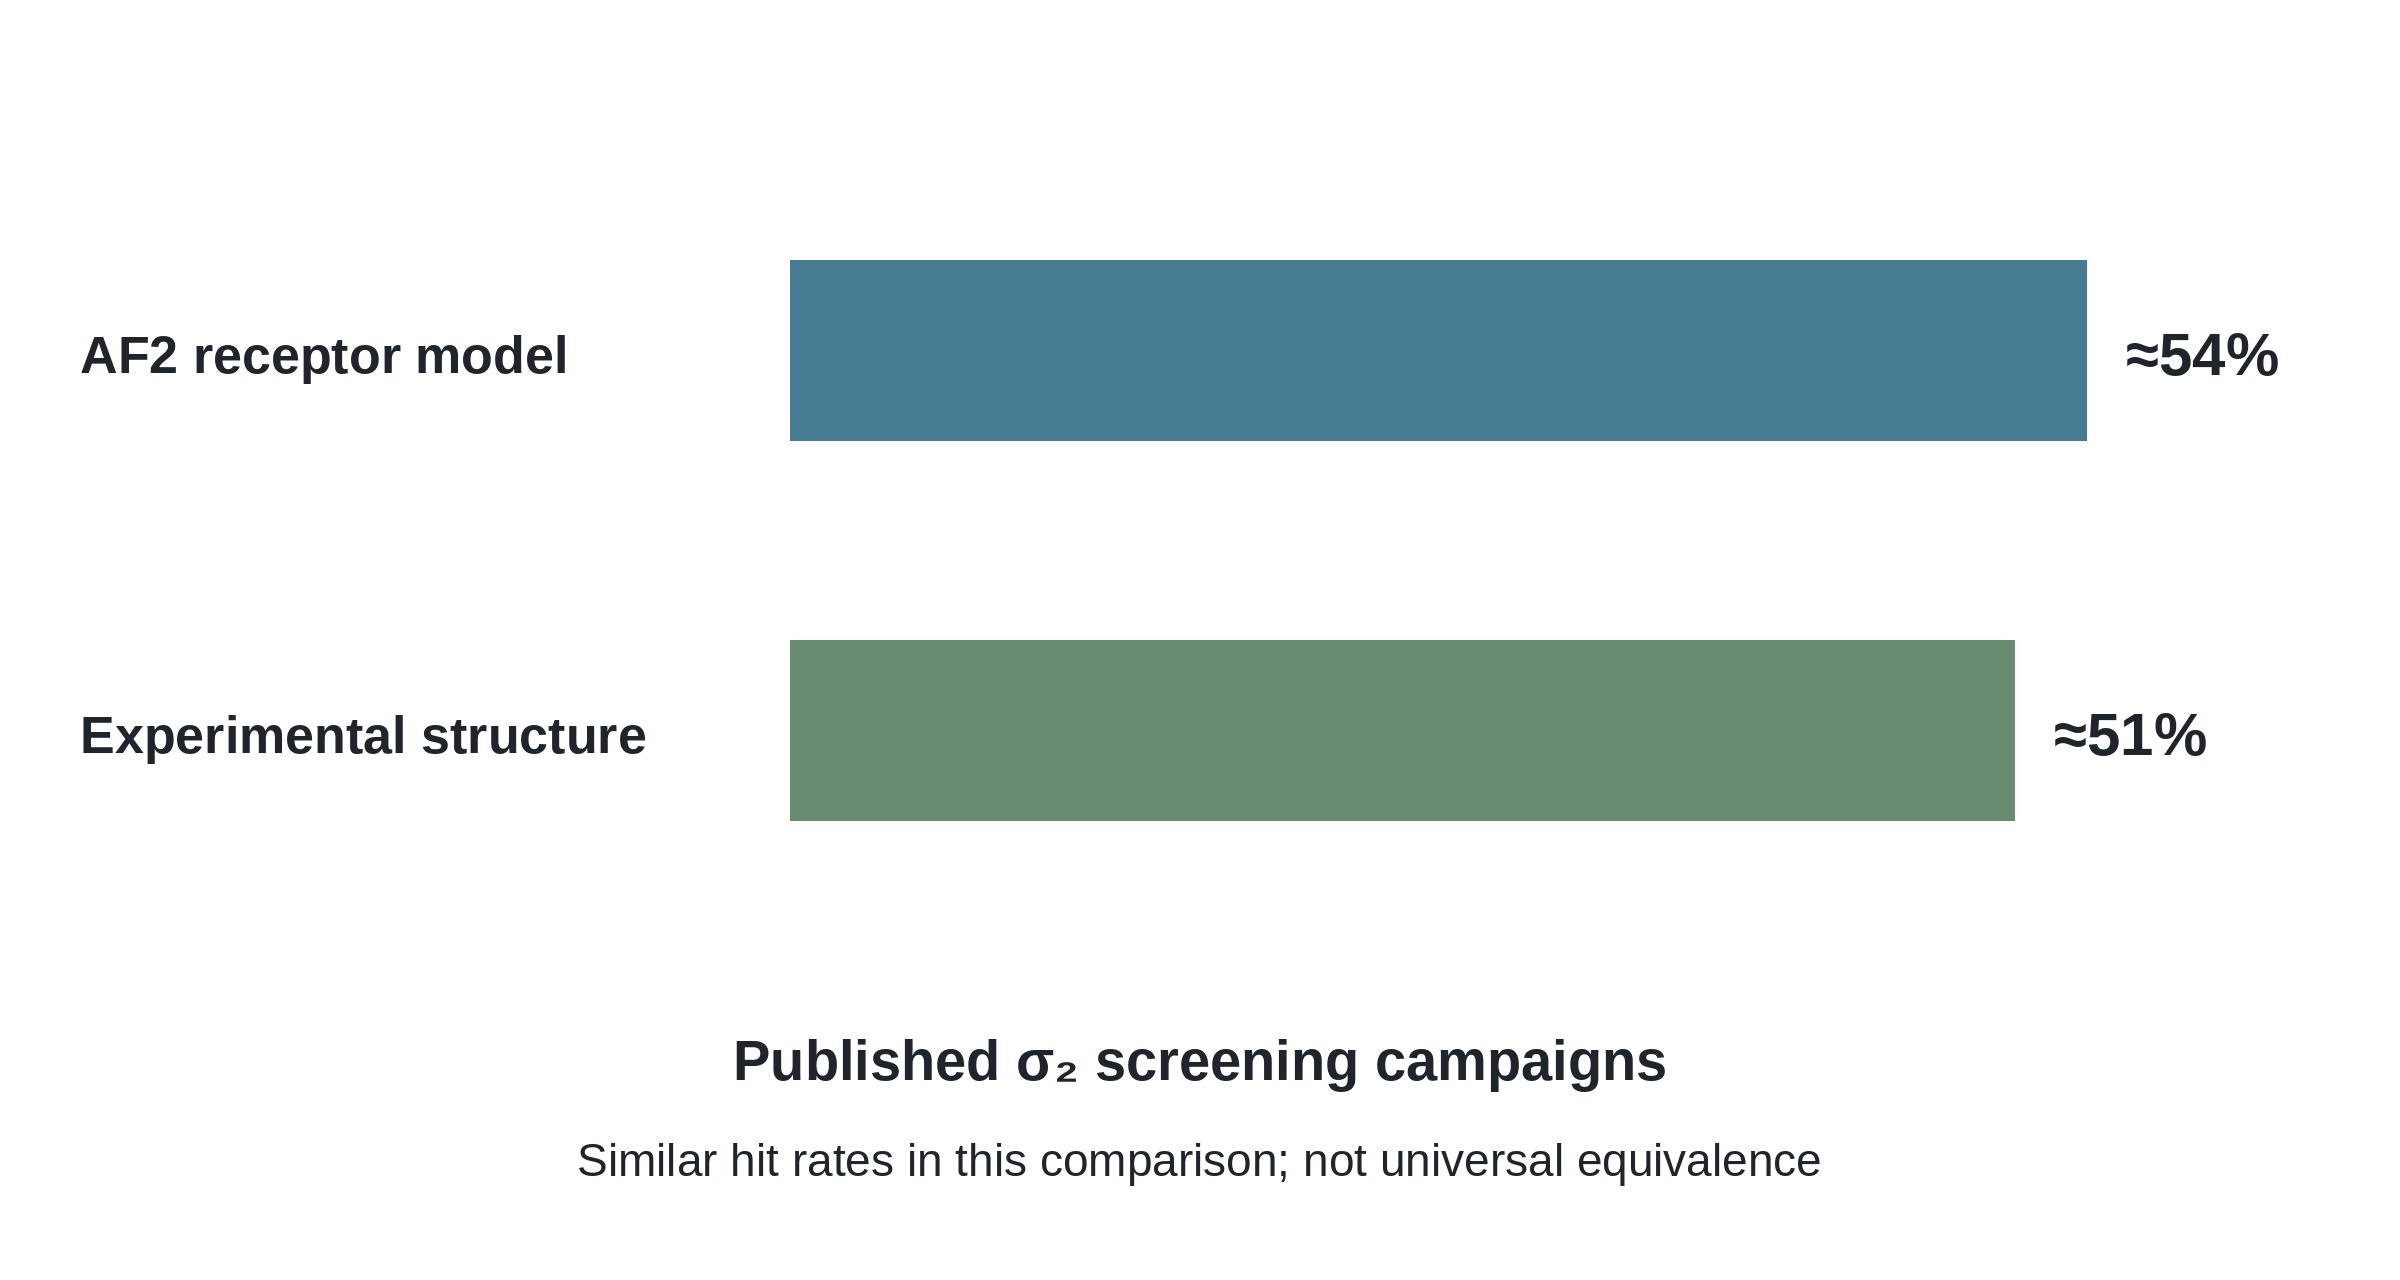 AF2 receptor model
≈54%
Experimental structure
≈51%
Published σ₂ screening campaigns
Similar hit rates in this comparison; not universal equivalence